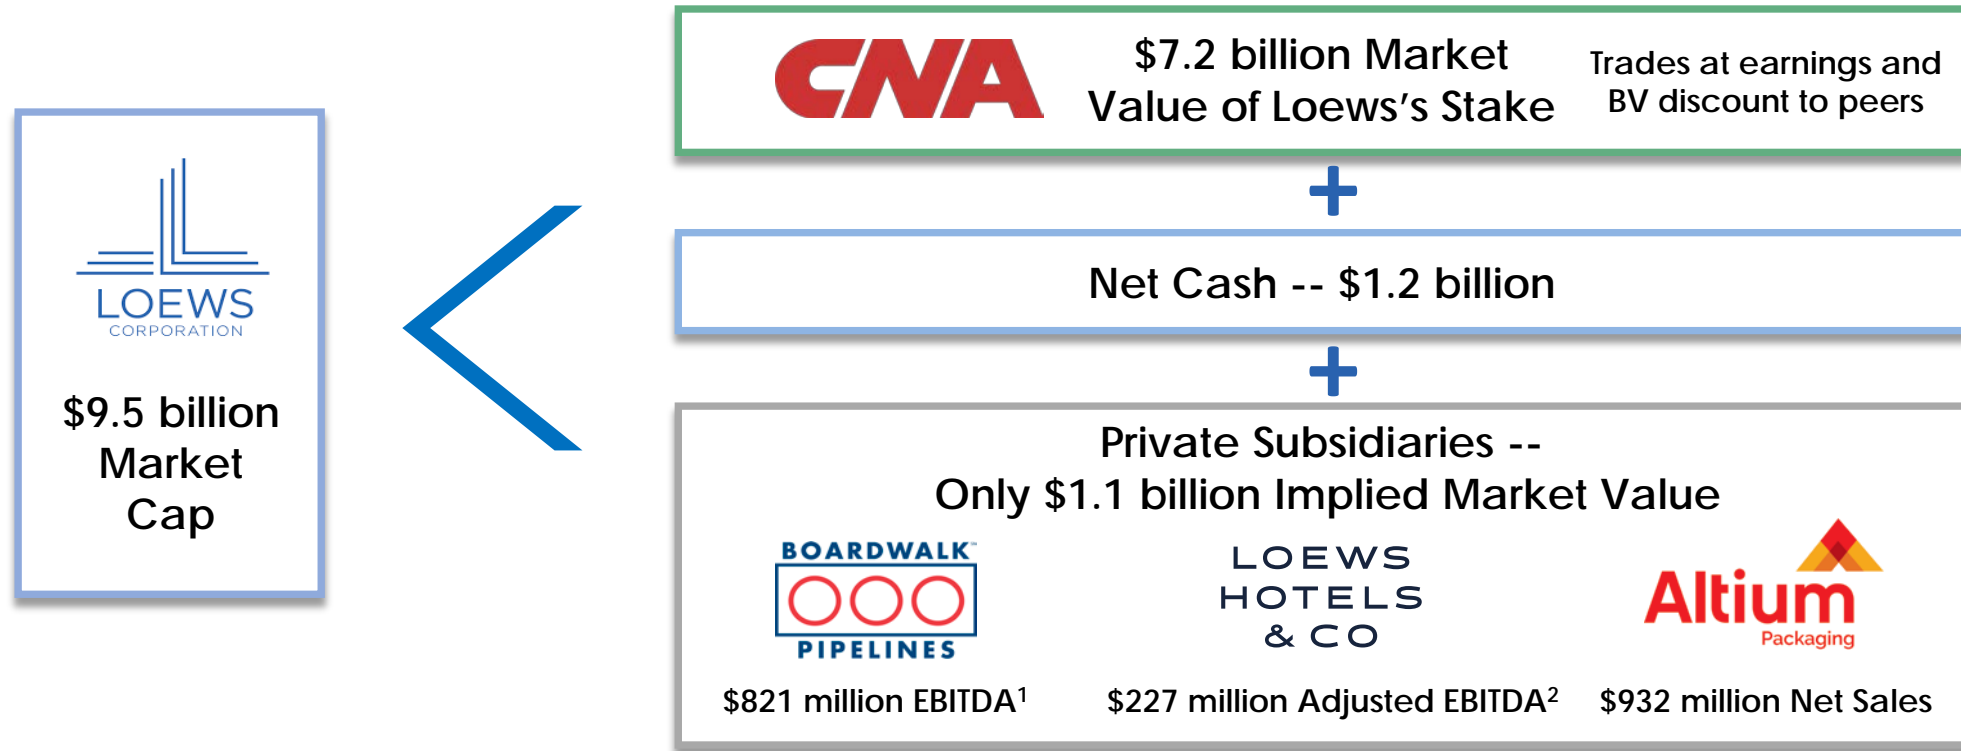 LOEWS
CORPORATION
$9.5 billion
Market
Cap
CNA
$7.2 billion Market
Value of Loews's Stake
Trades at earnings and
BV discount to peers
+
Net Cash -- $1.2 billion
+
Private Subsidiaries --
Only $1.1 billion Implied Market Value
BOARDWALK™
PIPELINES
$821 million EBITDA¹
LOEWS
HOTELS
& CO
$227 million Adjusted EBITDA²
Altium
Packaging
$932 million Net Sales